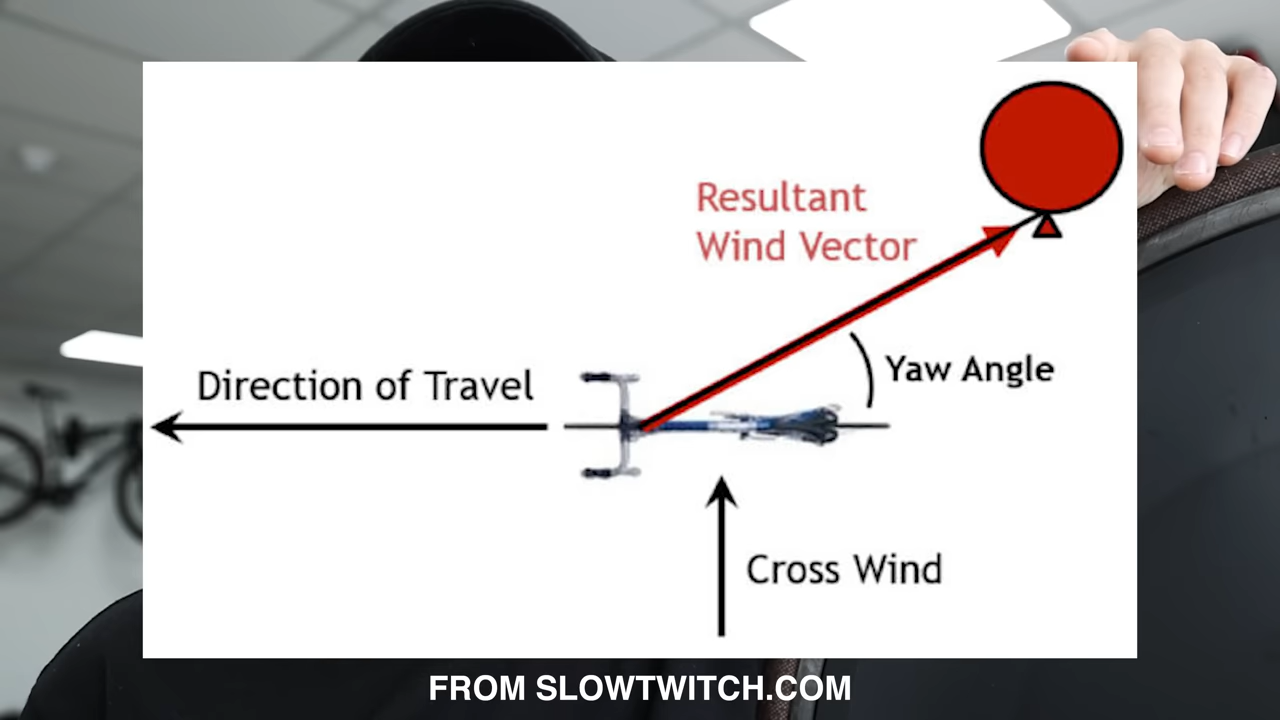 Resultant
Wind Vector
Direction of Travel
Yaw Angle
Cross Wind
FROM SLOWTWITCH.COM